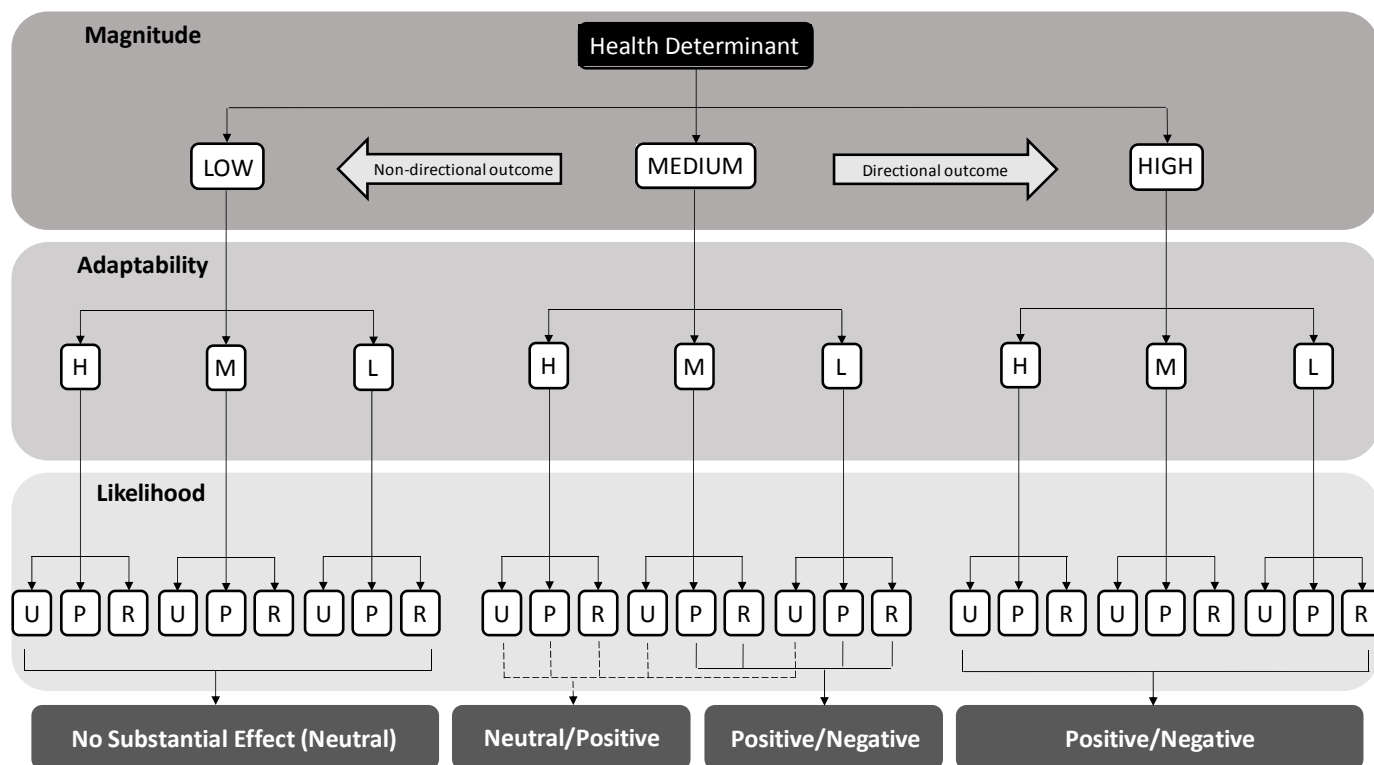 Magnitude
Health Determinant
LOW
Non-directional outcome
MEDIUM
Directional outcome
HIGH
Adaptability
H
M
L
H
M
L
H
M
L
Likelihood
U P R U P R U P R
U P R U P R U P R
U P R U P R U P R
No Substantial Effect (Neutral)
Neutral/Positive
Positive/Negative
Positive/Negative